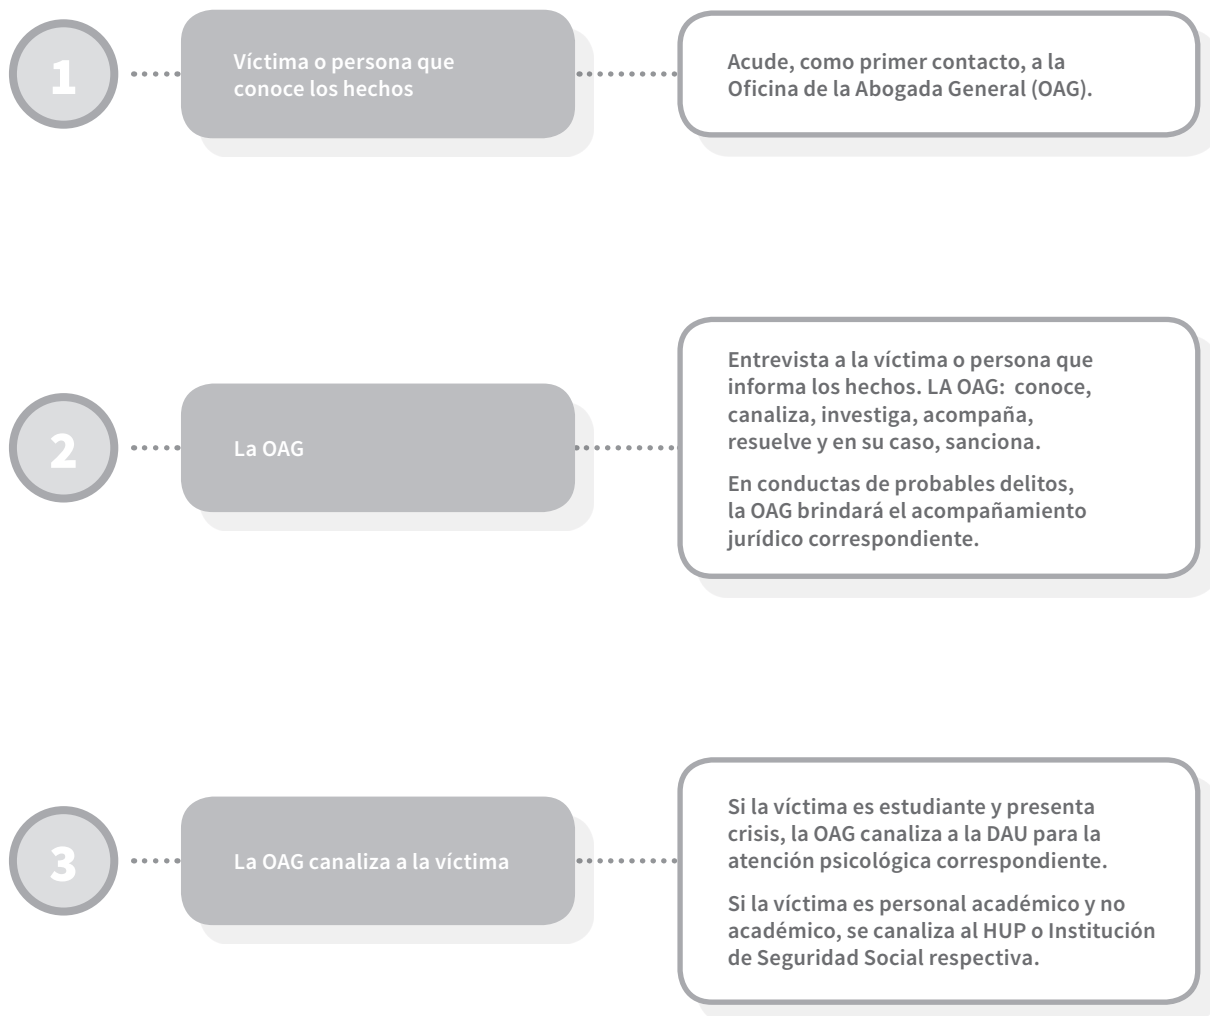 1
Víctima o persona que
conoce los hechos
Acude, como primer contacto, a la
Oficina de la Abogada General (OAG).
2
La OAG
Entrevista a la víctima o persona que
informa los hechos. LA OAG:  conoce,
canaliza, investiga, acompaña,
resuelve y en su caso, sanciona.
En conductas de probables delitos,
la OAG brindará el acompañamiento
jurídico correspondiente.
3
La OAG canaliza a la víctima
Si la víctima es estudiante y presenta
crisis, la OAG canaliza a la DAU para la
atención psicológica correspondiente.
Si la víctima es personal académico y no
académico, se canaliza al HUP o Institución
de Seguridad Social respectiva.